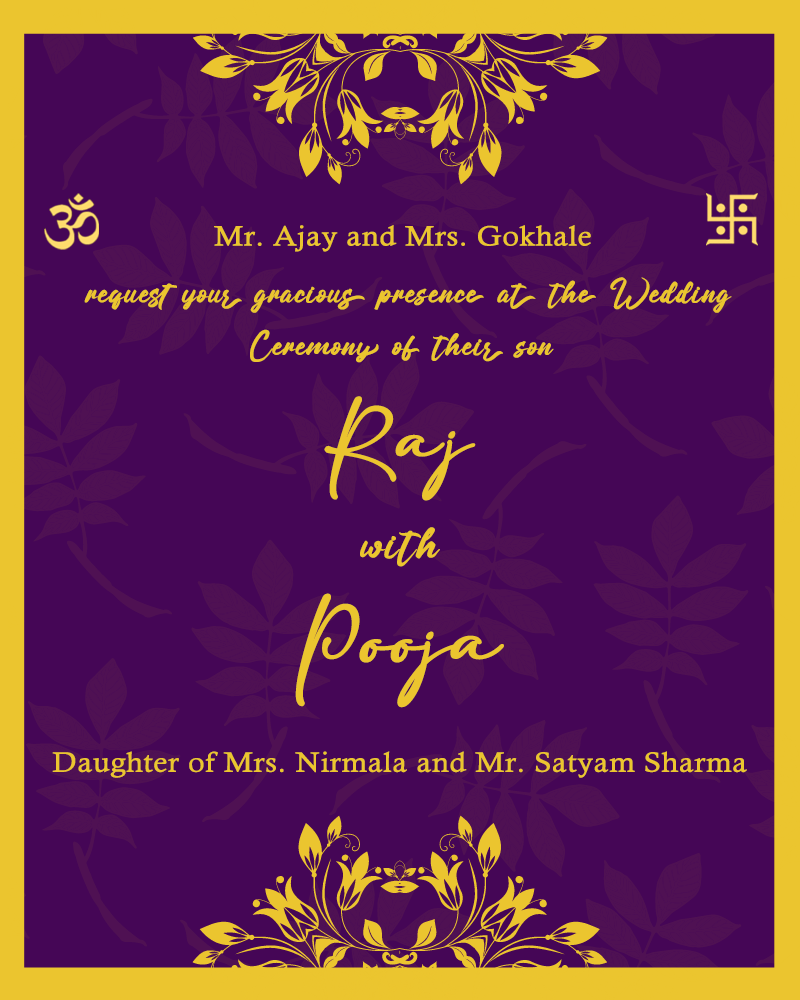 ॐ
Mr. Ajay and Mrs. Gokhale
request your gracious presence at the Wedding
Ceremony of their son
Raj
with
Pooja
Daughter of Mrs. Nirmala and Mr. Satyam Sharma